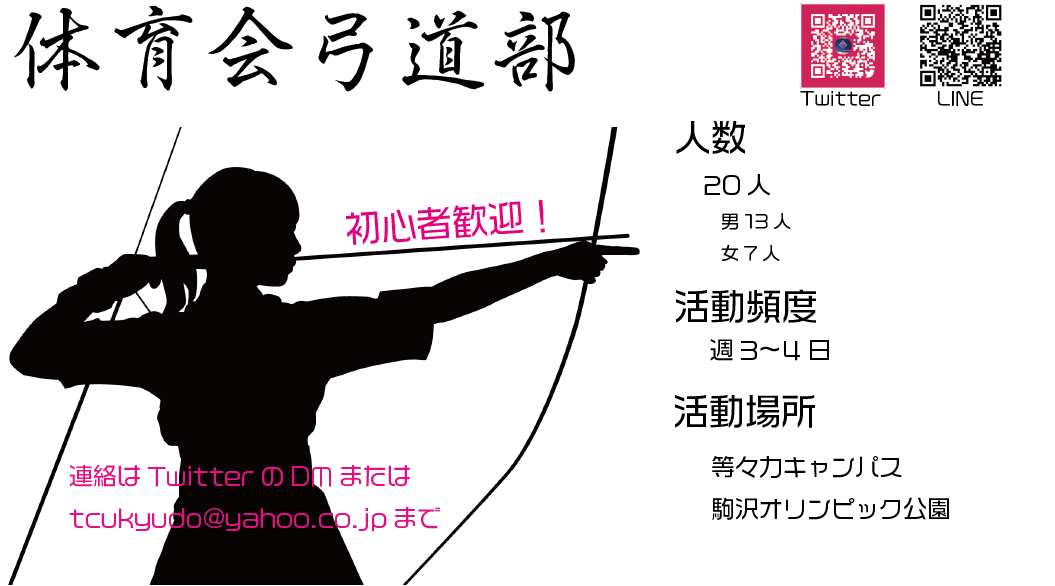 体育会弓道部
Twitter
LINE
初心者歓迎！
人数
20人
男13人
女7人
活動頻度
週3～4日
活動場所
等々力キャンパス
駒沢オリンピック公園
連絡はTwitterのDMまたは
tcukyudo@yahoo.co.jpまで